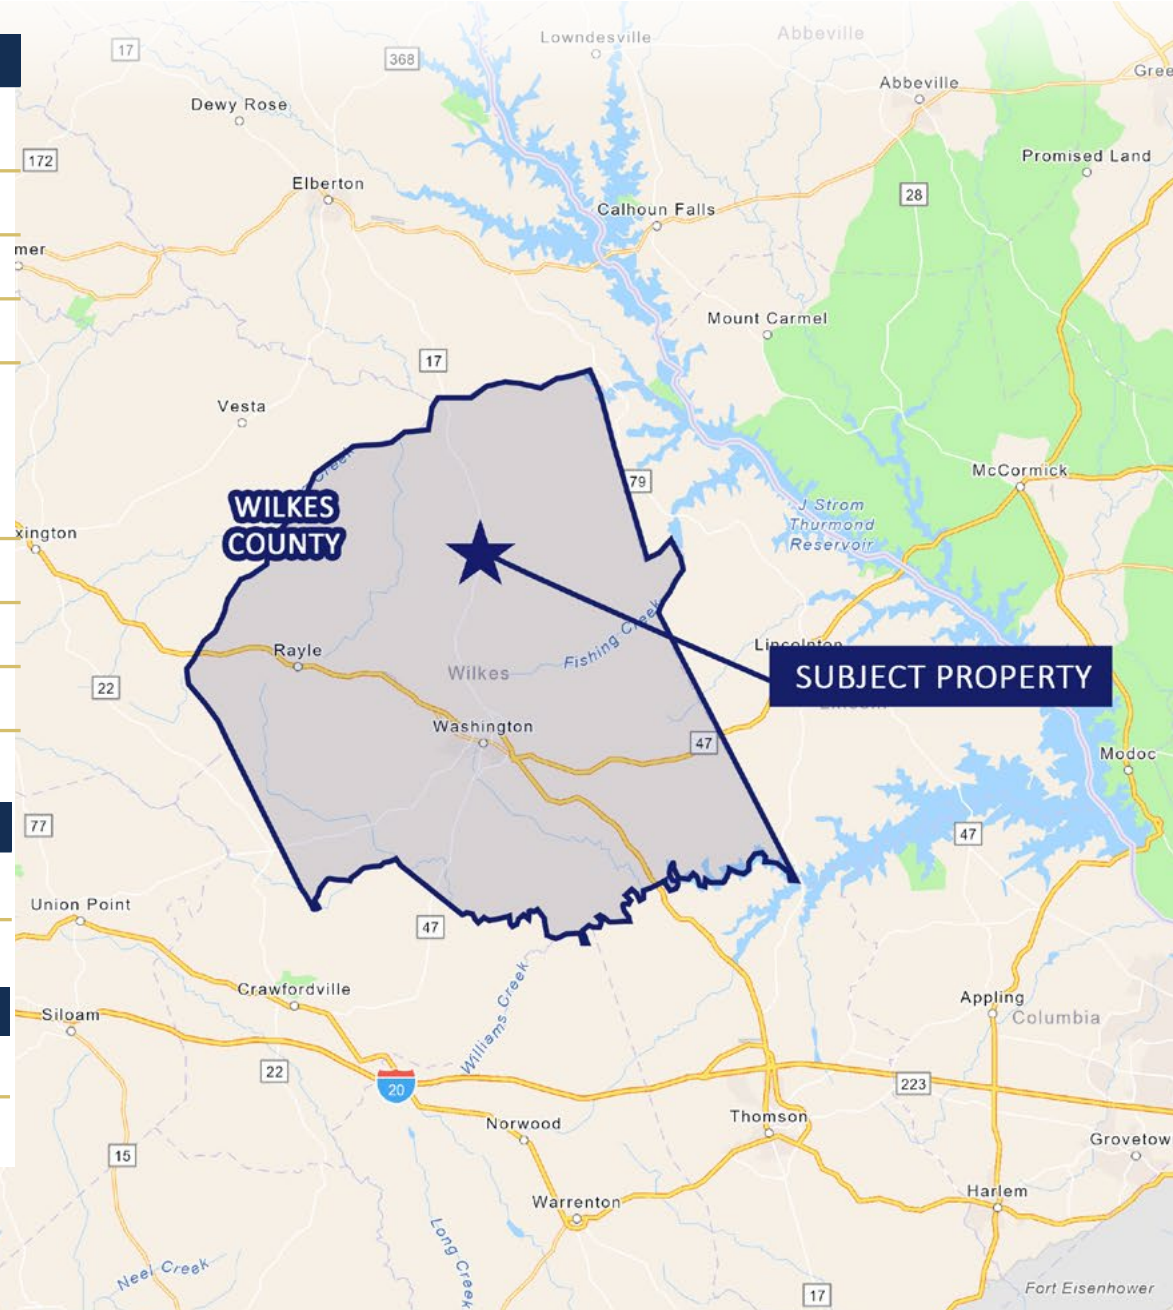 Lowndesville
Abbeville
17
368
Abbeville
Gree
Dewy Rose
172
Promised Land
Elberton
28
Calhoun Falls
mer
Mount Carmel
17
Vesta
Creek
79
McCormick
WILKES
COUNTY
J Strom
Thurmond
Reservoir
xington
Fishing Creek
Rayle
Lincolnton
Wilkes
SUBJECT PROPERTY
22
Washington
47
Modoc
77
47
Union Point
47
Crawfordville
Williams Creek
Appling
Columbia
Siloam
22
20
223
Norwood
Thomson
Grovetow
15
Warrenton
Harlem
Long Creek
Neel Creek
17
Fort Eisenhower